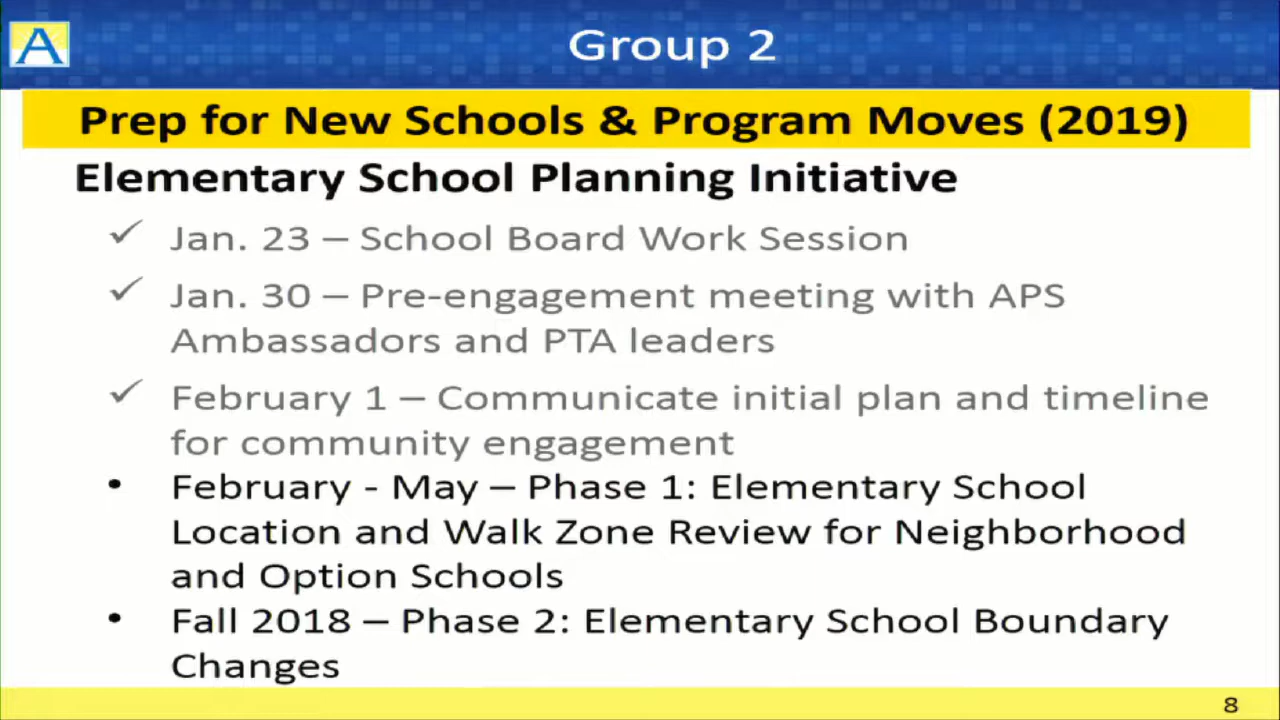 A
Group 2
Prep for New Schools & Program Moves (2019)
Elementary School Planning Initiative
✓ Jan. 23 – School Board Work Session
✓ Jan. 30 – Pre-engagement meeting with APS
Ambassadors and PTA leaders
✓ February 1 – Communicate initial plan and timeline
for community engagement
• February - May – Phase 1: Elementary School
Location and Walk Zone Review for Neighborhood
and Option Schools
• Fall 2018 – Phase 2: Elementary School Boundary
Changes
8